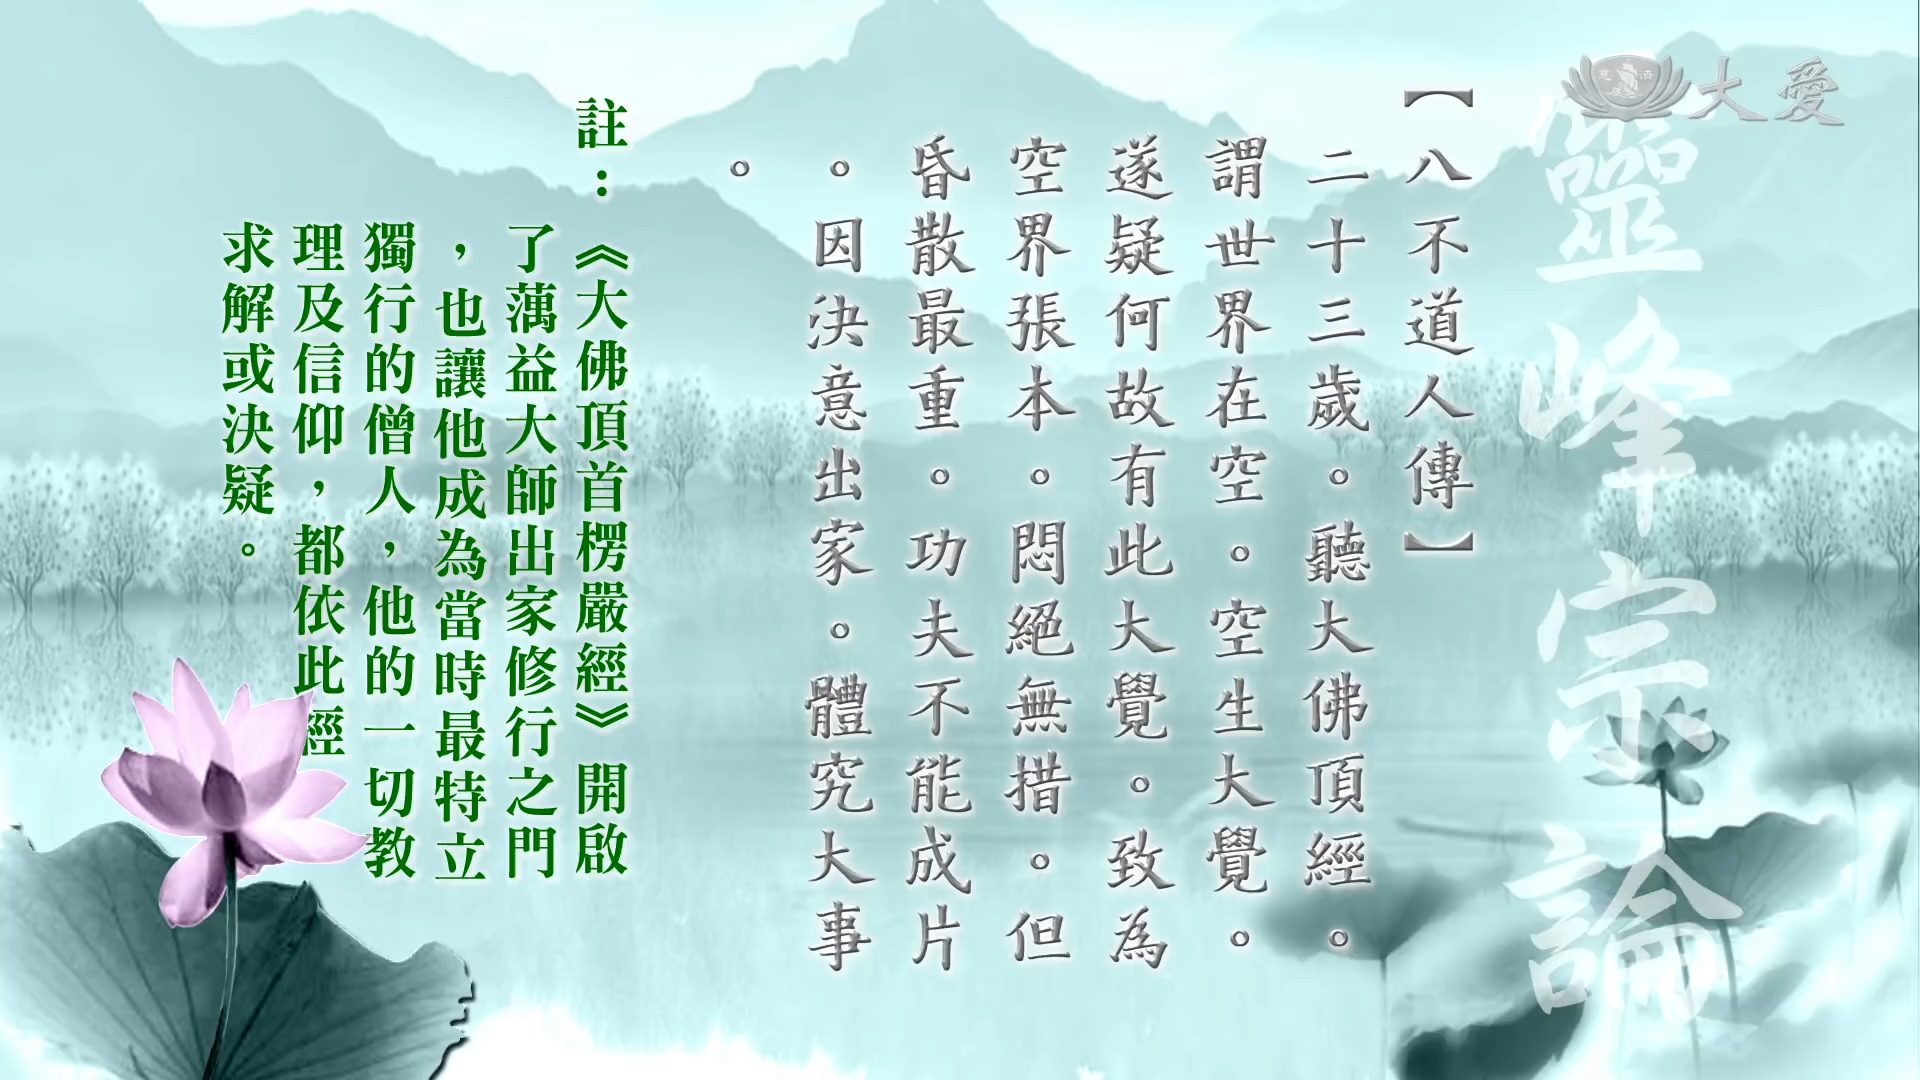 大愛
慈濟
靈峰宗論
【八不道人傳】
二十三歲。聽大佛頂經。
謂世界在空。空生大覺。
遂疑何故有此大覺。致為
空界張本。悶絕無措。但
昏散最重。功夫不能成片
。因決意出家。體究大事
。
註：《大佛頂首楞嚴經》開啟
了蕅益大師出家修行之門
，也讓他成為當時最特立
獨行的僧人，他的一切教
理及信仰，都依此經
求解或決疑。